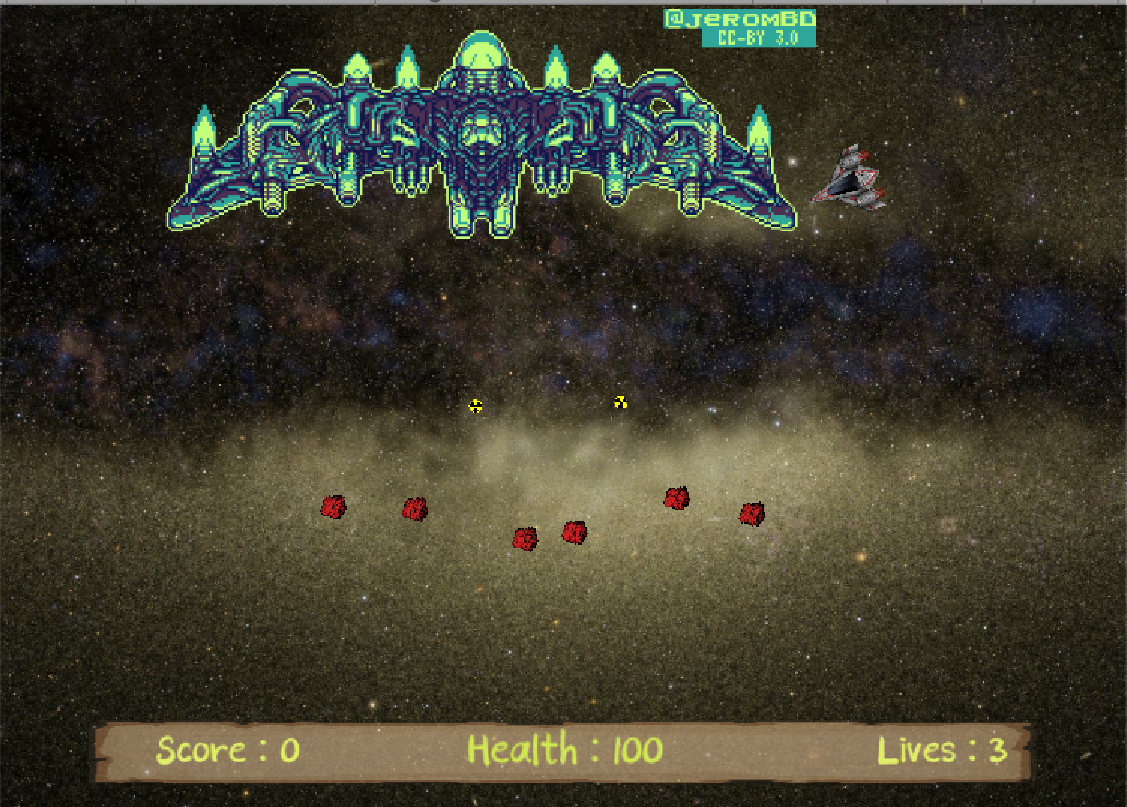 @JEROMBD
CC-BY 3.0
Score : 0
Health : 100
Lives : 3